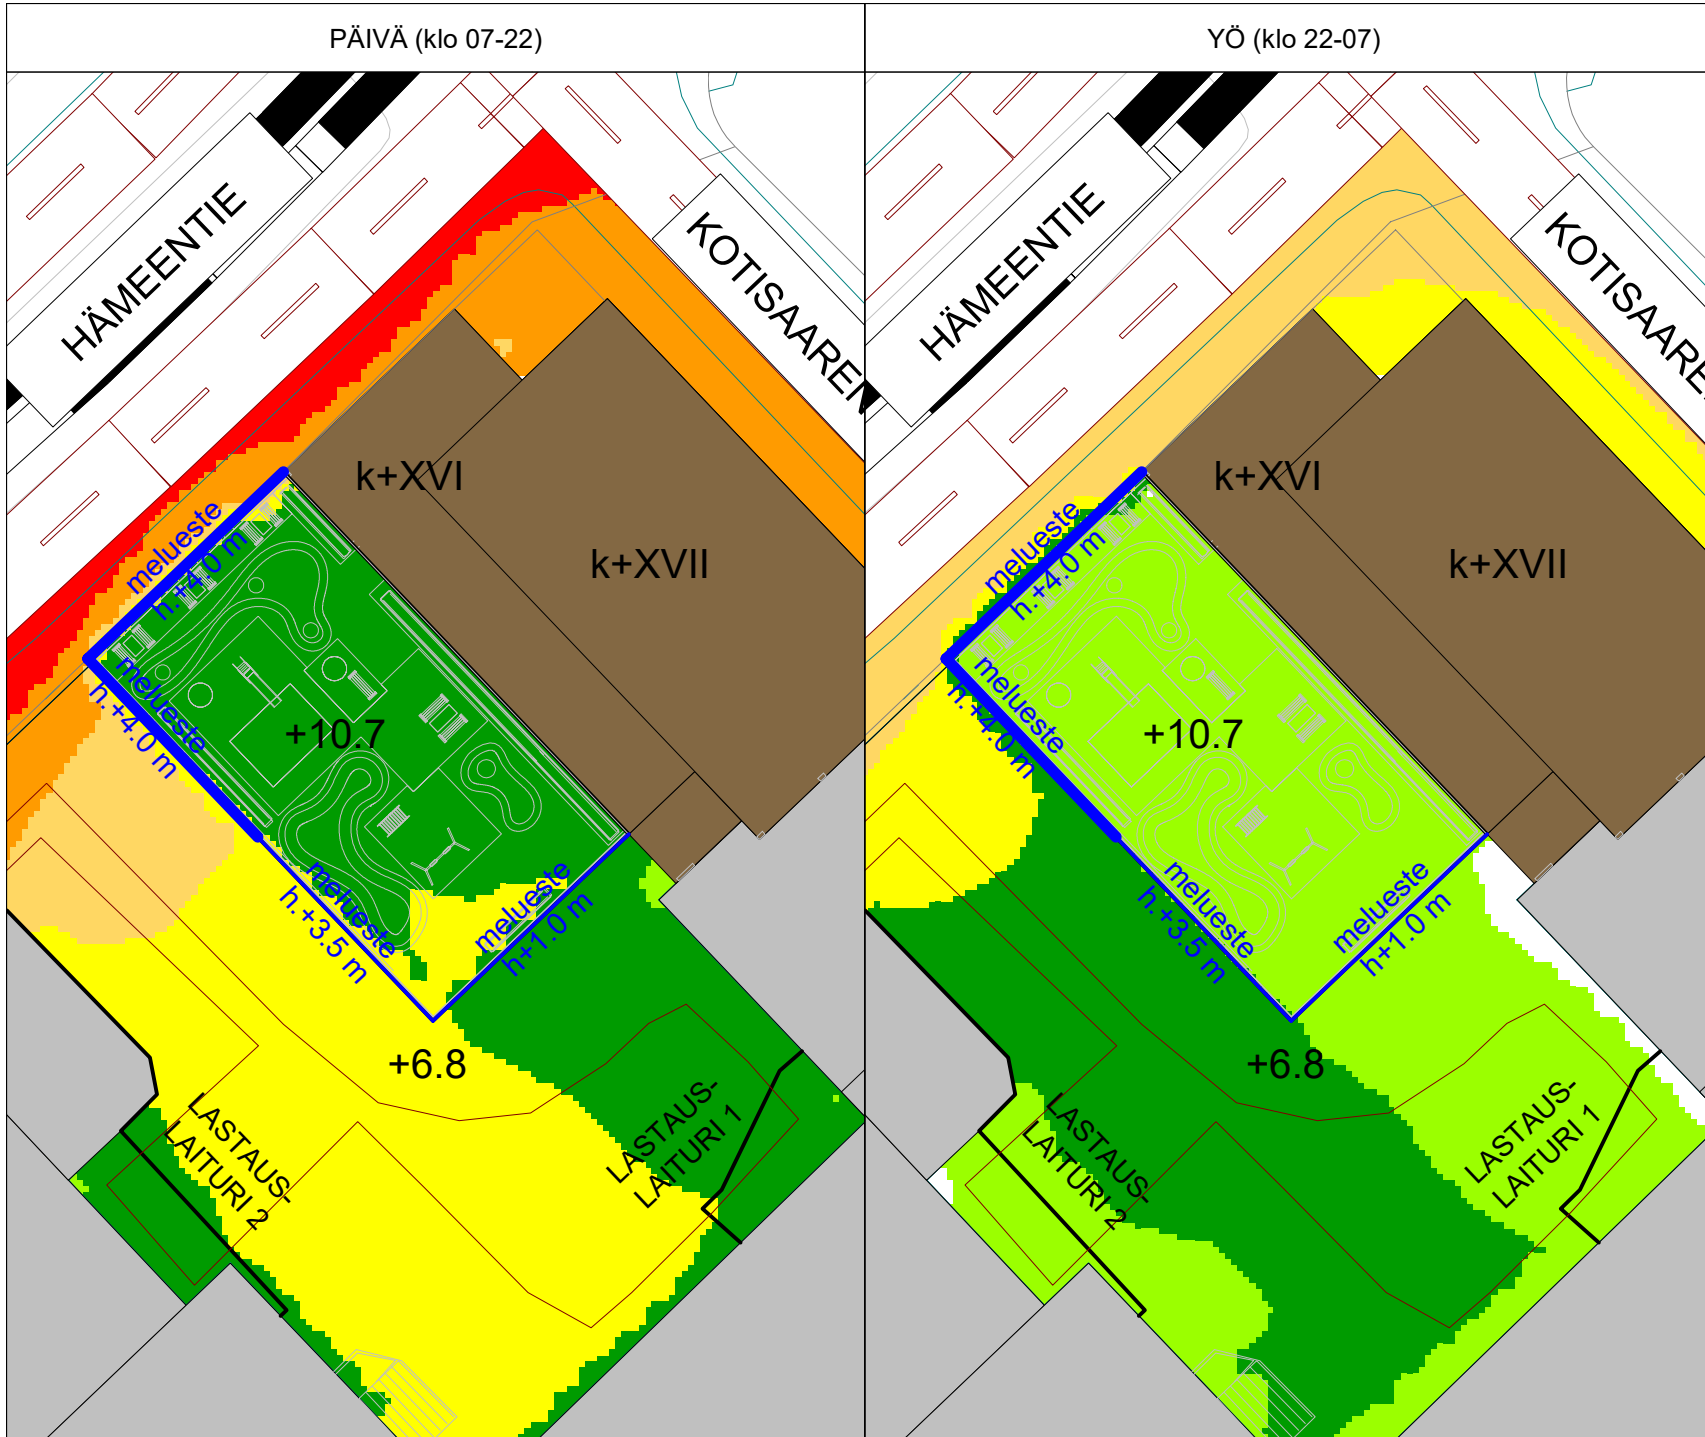 PÄIVÄ (klo 07-22)
HÄMEENTIE
KOTISAAREN
k+XVI
k+XVII
melueste
h.+4.0 m
melueste
h.+4.0 m
+10.7
melueste
h.+3.5 m
melueste
h+1.0 m
+6.8
LASTAUS-
LAITURI 2
LASTAUS-
LAITURI 1
YÖ (klo 22-07)
HÄMEENTIE
KOTISAAREN
k+XVI
k+XVII
melueste
h.+4.0 m
melueste
h.+4.0 m
+10.7
melueste
h.+3.5 m
melueste
h+1.0 m
+6.8
LASTAUS-
LAITURI 2
LASTAUS-
LAITURI 1